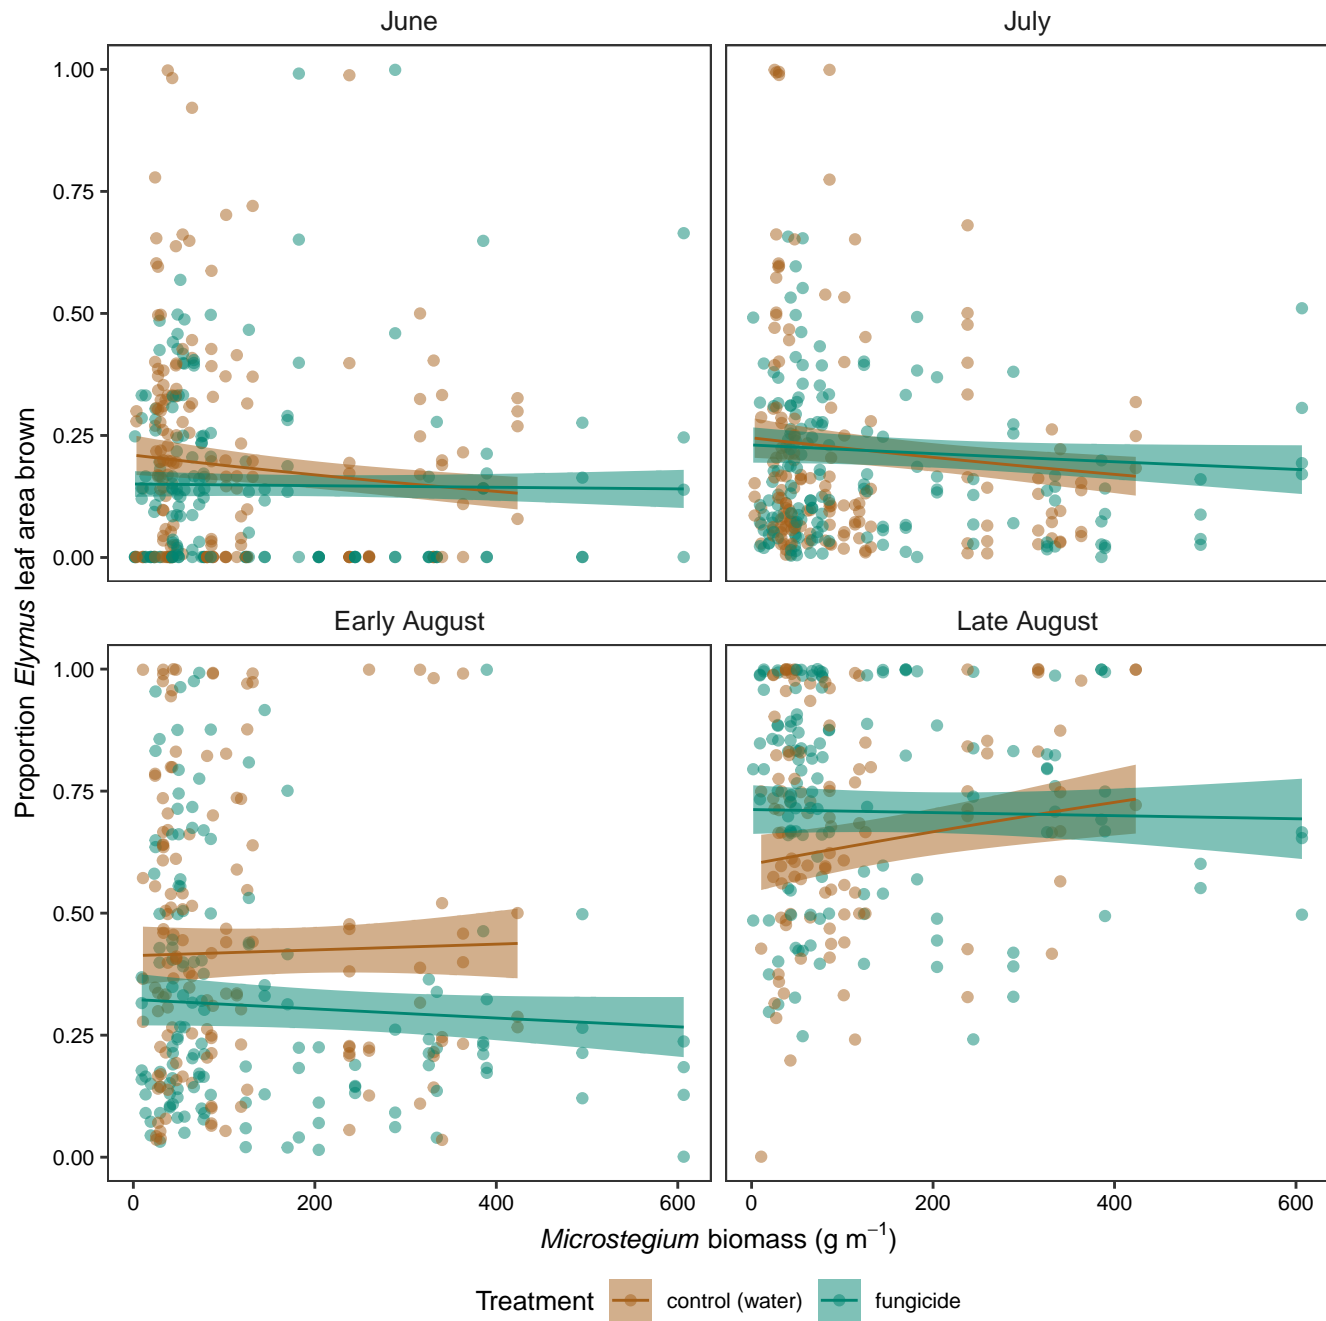 June
July
1.00
0.75
0.50
0.25
0.00
Early August
Late August
1.00
0.75
0.50
0.25
0.00
0
200
400
600
0
200
400
600
Proportion Elymus leaf area brown
Microstegium biomass (g m⁻¹)
Treatment
control (water)
fungicide